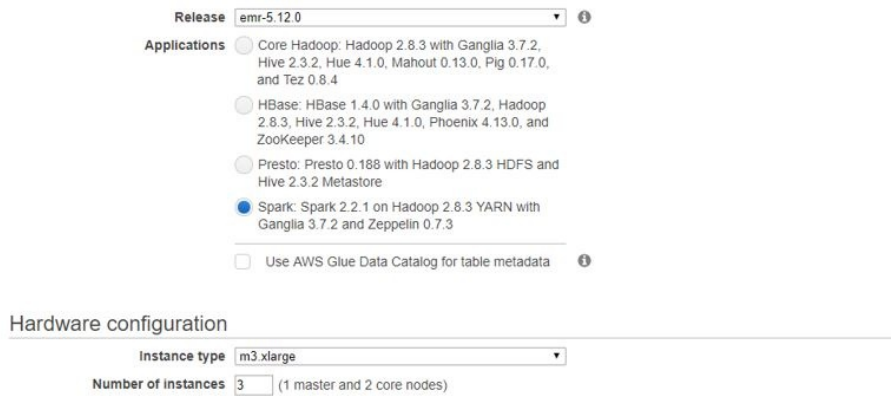 Release emr-5.12.0
Applications Core Hadoop: Hadoop 2.8.3 with Ganglia 3.7.2,
Hive 2.3.2, Hue 4.1.0, Mahout 0.13.0, Pig 0.17.0,
and Tez 0.8.4
HBase: HBase 1.4.0 with Ganglia 3.7.2, Hadoop
2.8.3, Hive 2.3.2, Hue 4.1.0, Phoenix 4.13.0, and
ZooKeeper 3.4.10
Presto: Presto 0.188 with Hadoop 2.8.3 HDFS and
Hive 2.3.2 Metastore
Spark: Spark 2.2.1 on Hadoop 2.8.3 YARN with
Ganglia 3.7.2 and Zeppelin 0.7.3
Use AWS Glue Data Catalog for table metadata
Hardware configuration
Instance type m3.xlarge
Number of instances 3 (1 master and 2 core nodes)